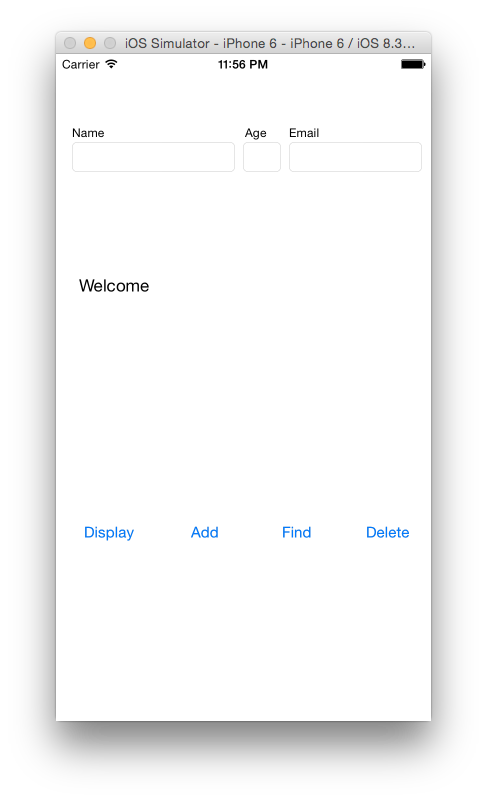 iOS Simulator - iPhone 6 - iPhone 6 / iOS 8.3...
Carrier 11:56 PM
Name Age Email
Welcome
Display Add Find Delete